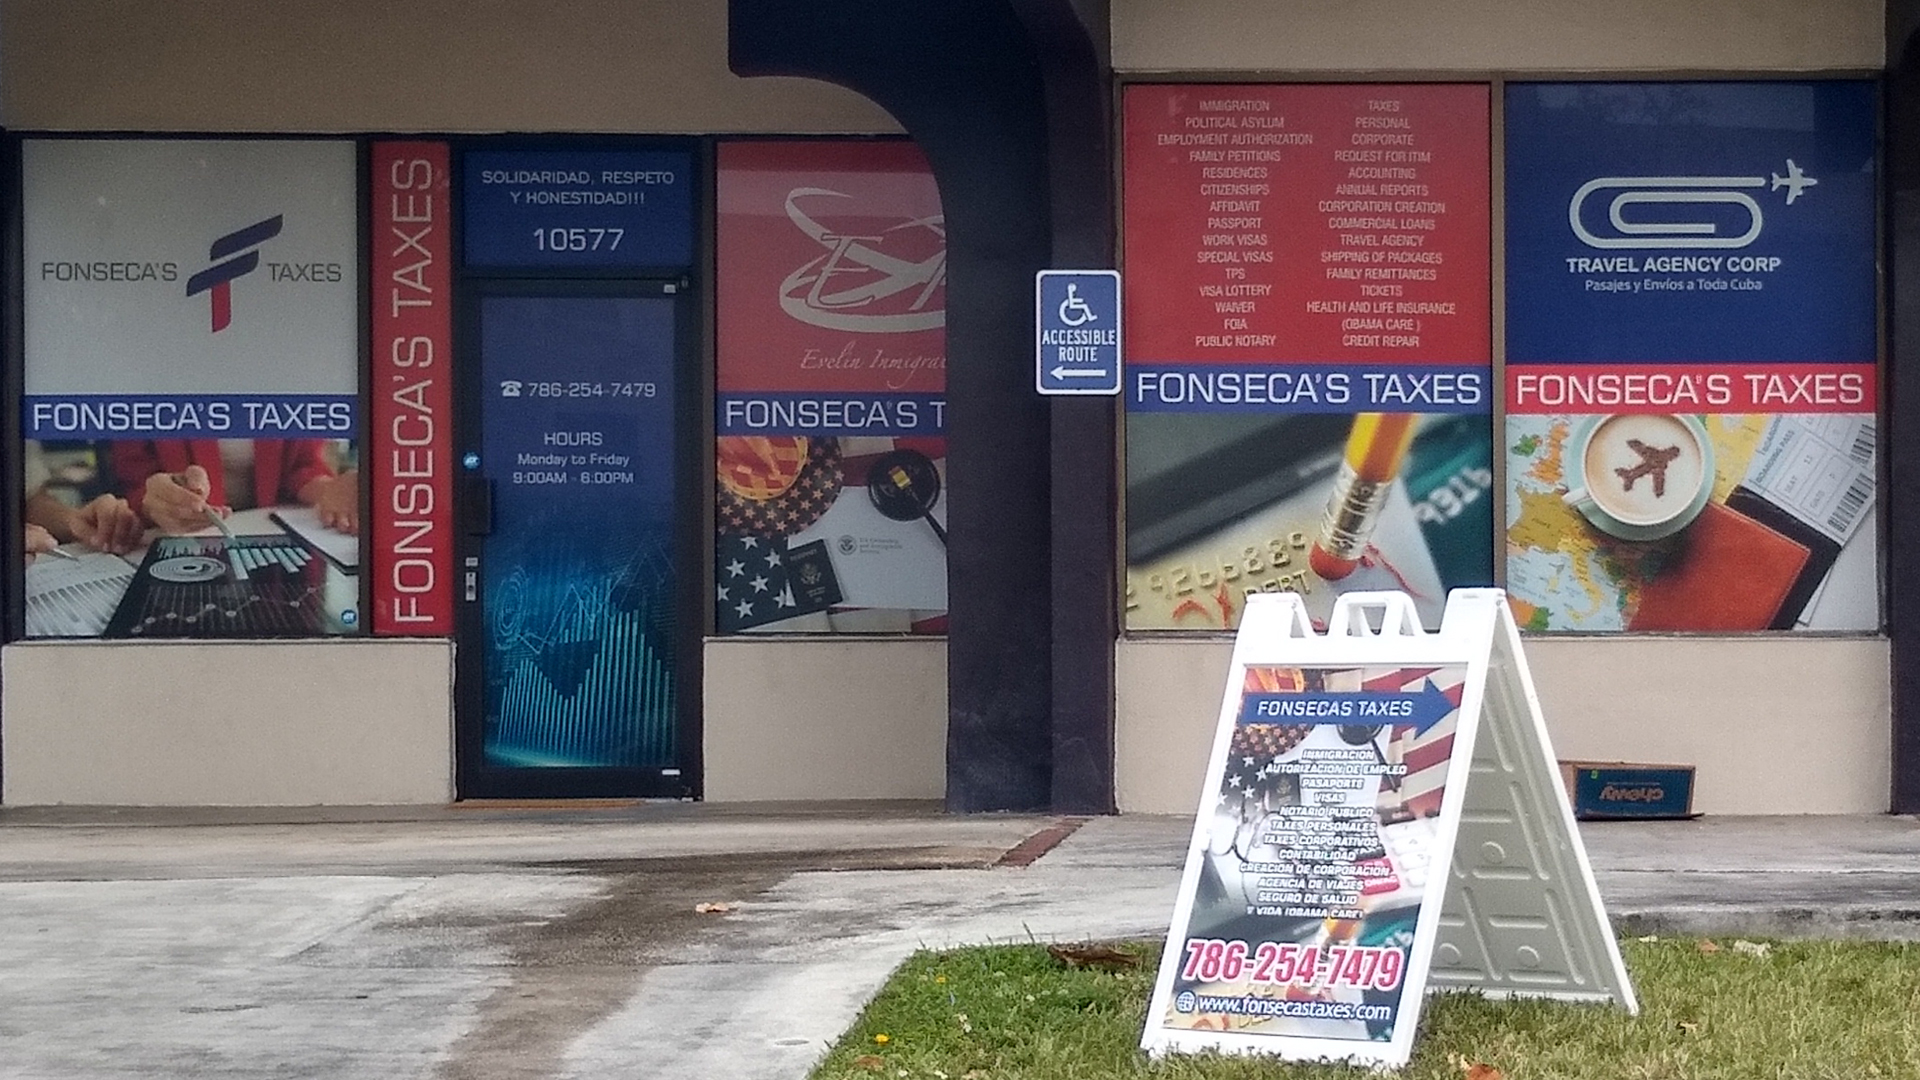 FONSECA'S TAXES
FONSECA'S TAXES
FONSECA'S TAXES
SOLIDARIDAD, RESPETO
Y HONESTIDAD!!!
10577
786-254-7479
HOURS
Monday to Friday
9:00AM - 6:00PM
Evelin Inmigra
FONSECA'S T
ACCESSIBLE
ROUTE
IMMIGRATION
POLITICAL ASYLUM
EMPLOYMENT AUTHORIZATION
FAMILY PETITIONS
RESIDENCES
CITIZENSHIPS
AFFIDAVIT
PASSPORT
WORK VISAS
SPECIAL VISAS
TPS
VISA LOTTERY
WAIVER
FOIA
PUBLIC NOTARY
TAXES
PERSONAL
CORPORATE
REQUEST FOR ITIM
ACCOUNTING
ANNUAL REPORTS
CORPORATION CREATION
COMMERCIAL LOANS
TRAVEL AGENCY
SHIPPING OF PACKAGES
FAMILY REMITTANCES
TICKETS
HEALTH AND LIFE INSURANCE
(OBAMA CARE )
CREDIT REPAIR
FONSECA'S TAXES
DEBT
TRAVEL AGENCY CORP
Pasajes y Envíos a Toda Cuba
FONSECA'S TAXES
BOARDING PASS
FONSECAS TAXES
INMIGRACION
AUTORIZACION DE EMPLEO
PASAPORTE
VISAS
NOTARIO PUBLICO
TAXES PERSONALES
TAXES CORPORATIVOS
CONTABILIDAD
CREACION DE CORPORACION
AGENCIA DE VIAJES
SEGURO DE SALUD
Y VIDA (OBAMA CARE)
786-254-7479
www.fonsecastaxes.com
chewy